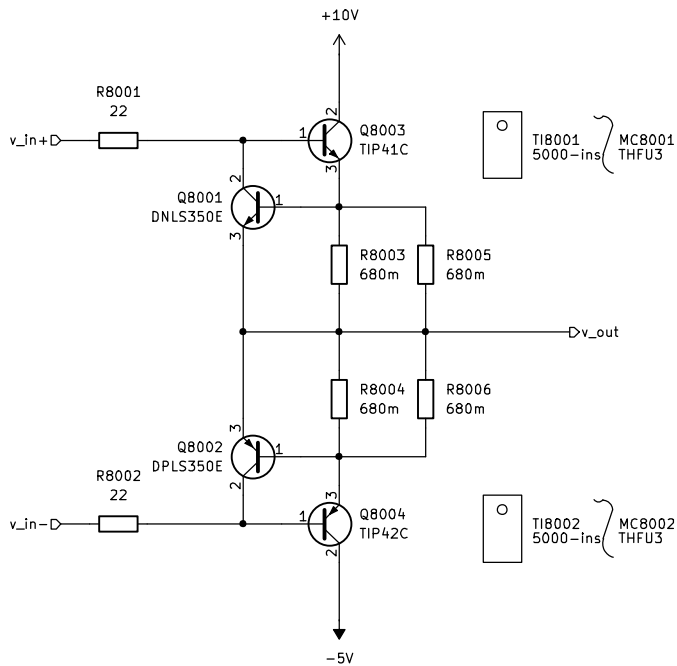 +10V
R8001
22
v_in+
1
2
3
Q8003
TIP41C
TI8001
5000-ins
MC8001
THFU3
Q8001
DNLS350E
2
1
3
R8003
680m
R8005
680m
v_out
R8004
680m
R8006
680m
Q8002
DPLS350E
3
1
2
R8002
22
v_in-
1
3
2
Q8004
TIP42C
TI8002
5000-ins
MC8002
THFU3
-5V